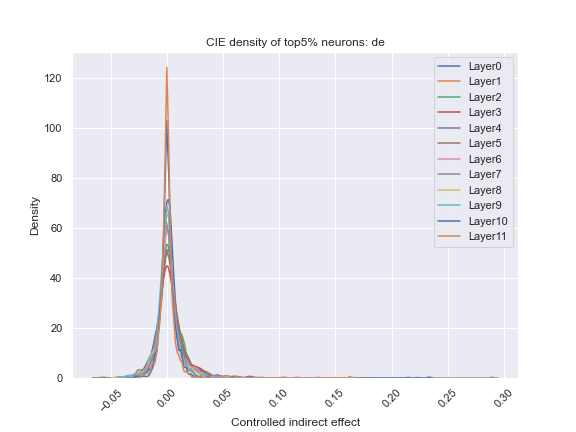 CIE density of top5% neurons: de
Density
120
100
80
60
40
20
0
−0.05
0.00
0.05
0.10
0.15
0.20
0.25
0.30
Controlled indirect effect
Layer0
Layer1
Layer2
Layer3
Layer4
Layer5
Layer6
Layer7
Layer8
Layer9
Layer10
Layer11